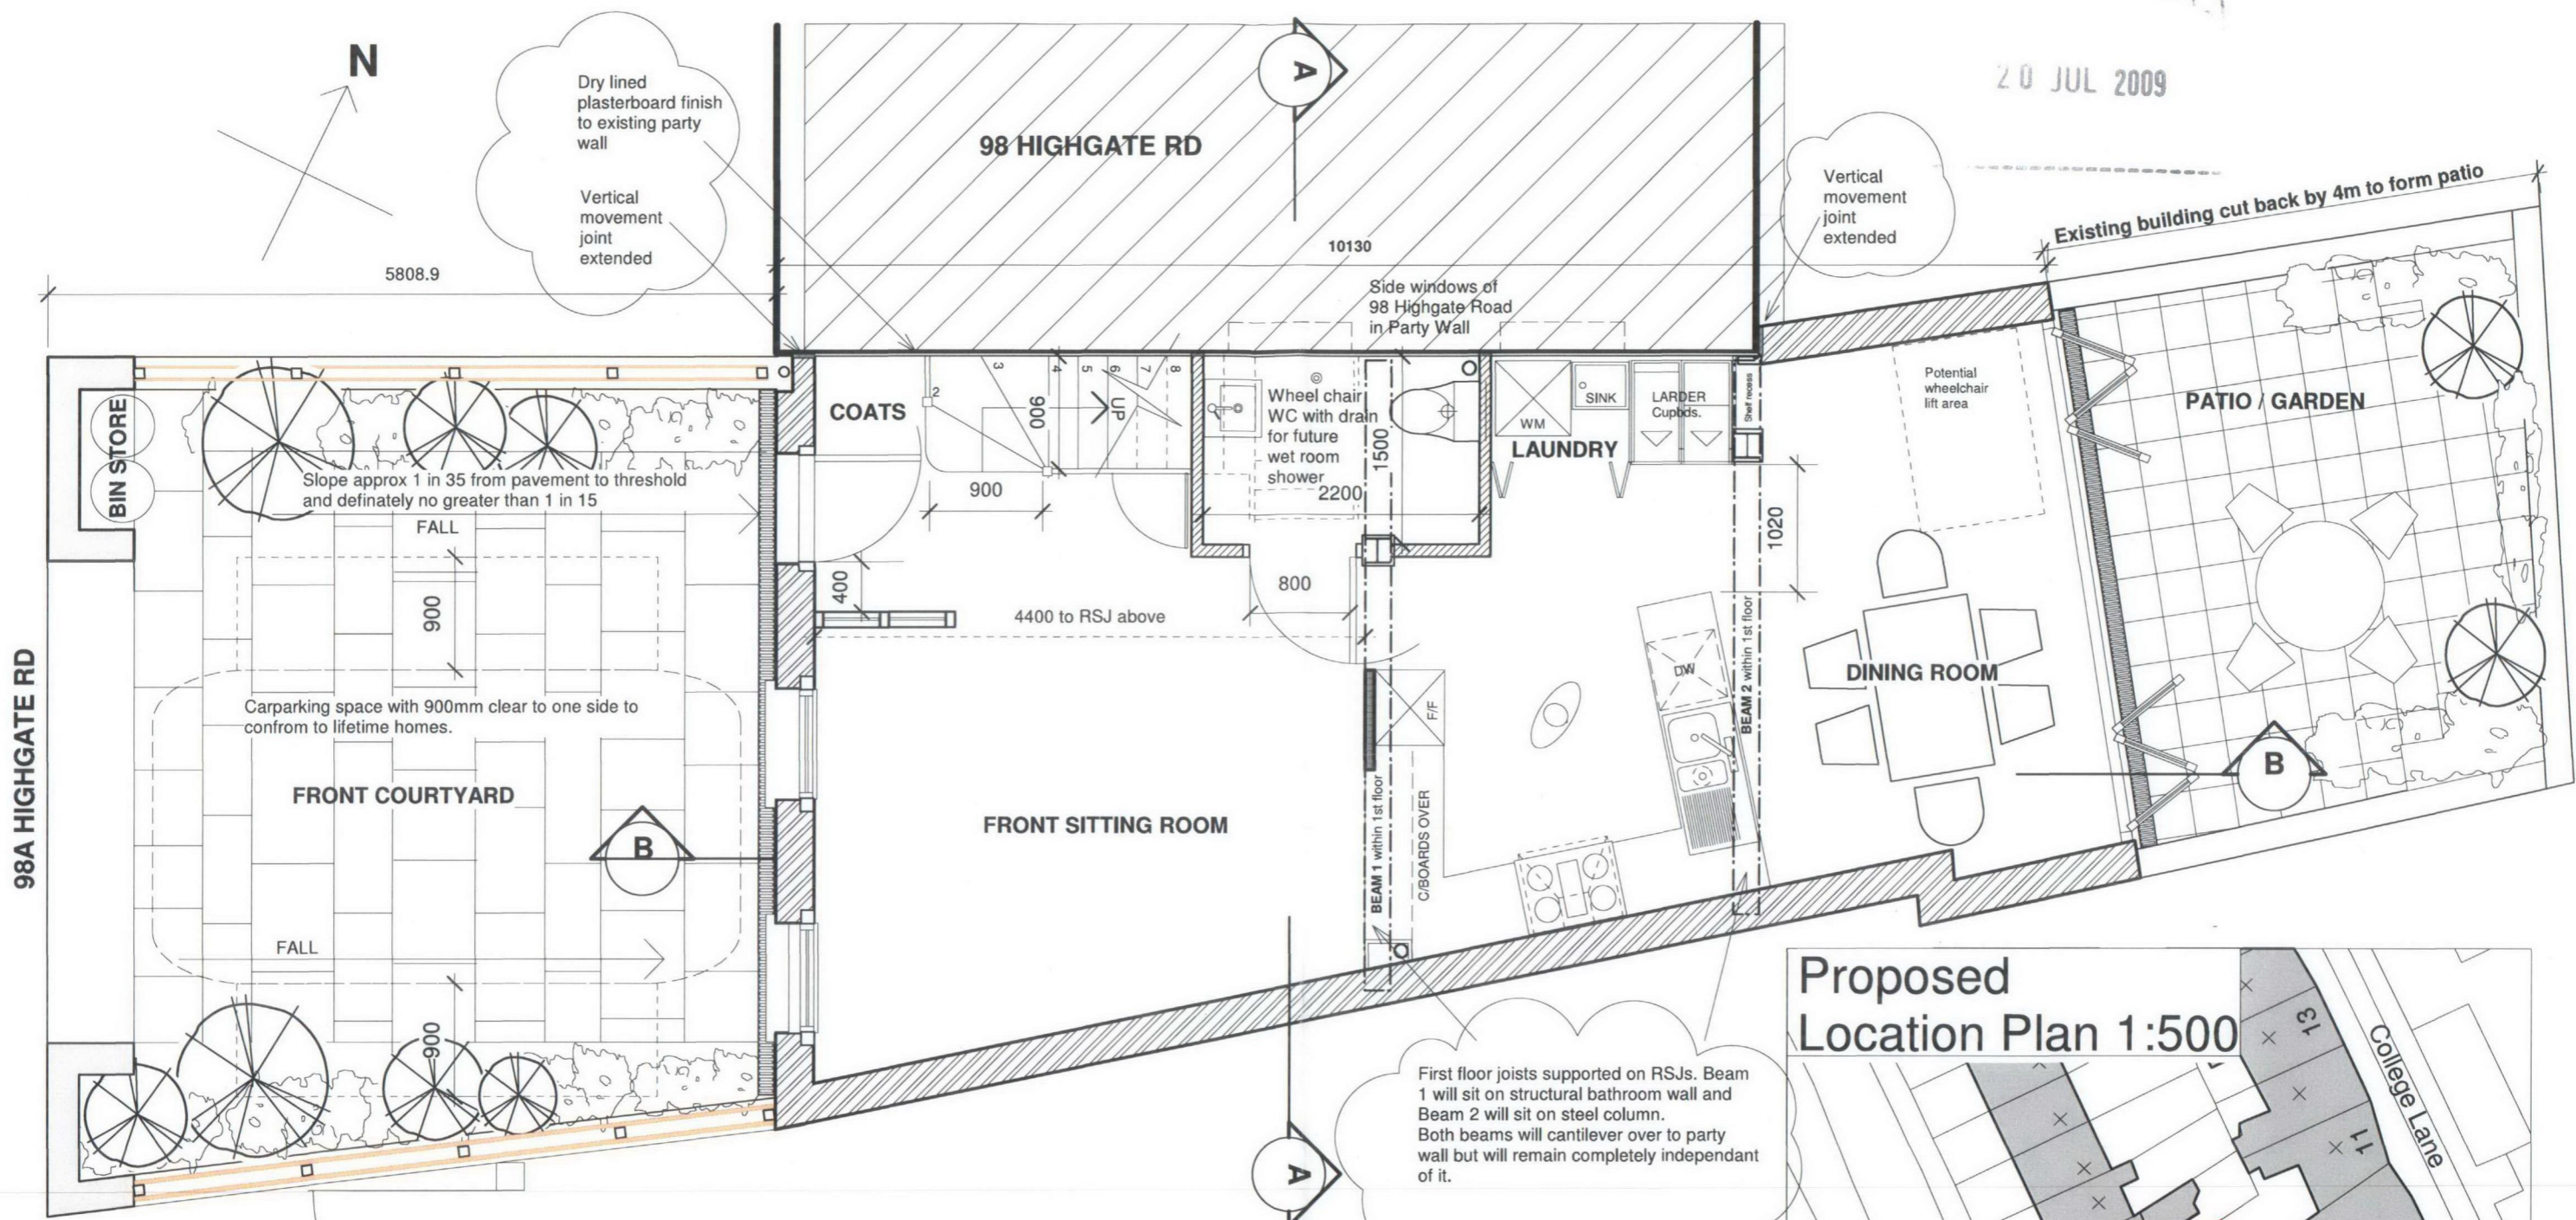 N
Dry lined
plasterboard finish
to existing party
wall
Vertical
movement
joint
extended
5808.9
A
98 HIGHGATE RD
10130
Side windows of
98 Highgate Road
in Party Wall
20 JUL 2009
Vertical
movement
joint
extended
Existing building cut back by 4m to form patio
BIN STORE
Slope approx 1 in 35 from pavement to threshold
and definately no greater than 1 in 15
FALL
900
Carparking space with 900mm clear to one side to
confrom to lifetime homes.
FRONT COURTYARD
B
FALL
900
98A HIGHGATE RD
COATS
2
3
4
5
6
7
8
UP
900
900
400
4400 to RSJ above
Wheel chair
WC with drain
for future
wet room
shower
1500
2200
800
WM
SINK
LARDER
Cupbds.
Shelf recess
LAUNDRY
1020
FRONT SITTING ROOM
BEAM 1 within 1st floor
C/BOARDS OVER
F/F
DW
BEAM 2 within 1st floor
Potential
wheelchair
lift area
DINING ROOM
PATIO / GARDEN
B
First floor joists supported on RSJs. Beam
1 will sit on structural bathroom wall and
Beam 2 will sit on steel column.
Both beams will cantilever over to party
wall but will remain completely independant
of it.
A
Proposed
Location Plan 1:500
13
11
College Lane